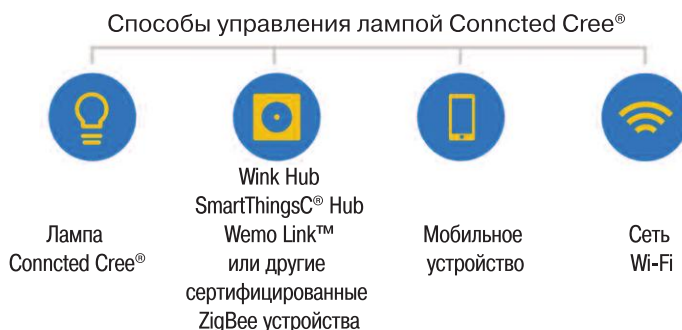 Способы управления лампой Conncted Cree®
Лампа
Conncted Cree®
Wink Hub
SmartThingsC® Hub
Wemo Link™
или другие
сертифицированные
ZigBee устройства
Мобильное
устройство
Сеть
Wi-Fi